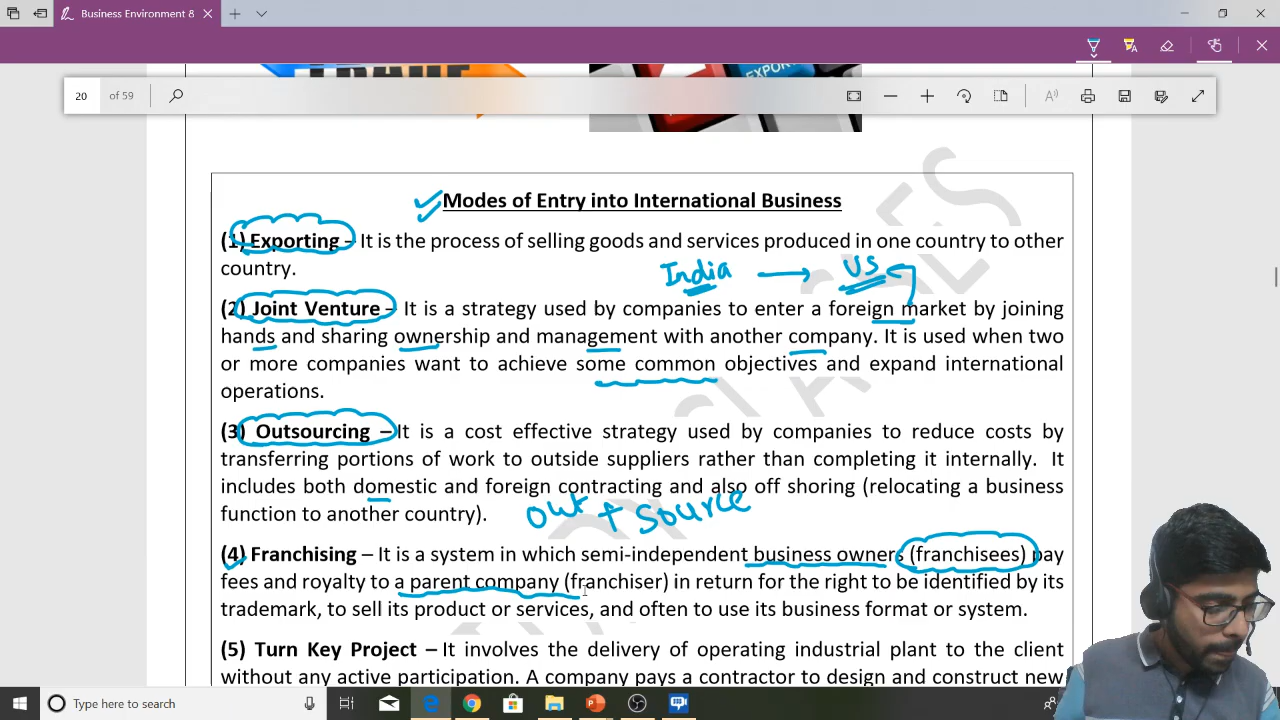 Business Environment 8
TRADE
EXPORT
20 of 59
Modes of Entry into International Business
(1) Exporting – It is the process of selling goods and services produced in one country to other
country.
India → US
(2) Joint Venture – It is a strategy used by companies to enter a foreign market by joining
hands and sharing ownership and management with another company. It is used when two
or more companies want to achieve some common objectives and expand international
operations.
(3) Outsourcing – It is a cost effective strategy used by companies to reduce costs by
transferring portions of work to outside suppliers rather than completing it internally. It
includes both domestic and foreign contracting and also off shoring (relocating a business
function to another country).
out + source
(4) Franchising – It is a system in which semi-independent business owners (franchisees) pay
fees and royalty to a parent company (franchiser) in return for the right to be identified by its
trademark, to sell its product or services, and often to use its business format or system.
(5) Turn Key Project – It involves the delivery of operating industrial plant to the client
without any active participation. A company pays a contractor to design and construct new
Type here to search